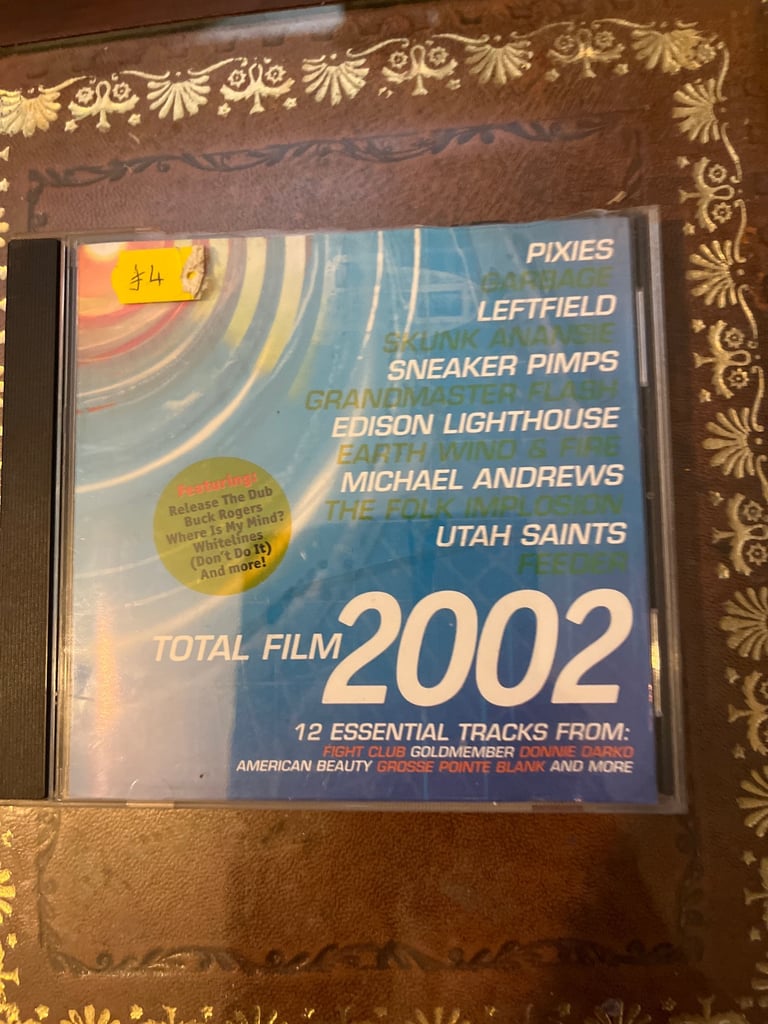 £4
PIXIES
GARBAGE
LEFTFIELD
SKUNK ANANSIE
SNEAKER PIMPS
GRANDMASTER FLASH
EDISON LIGHTHOUSE
EARTH WIND & FIRE
MICHAEL ANDREWS
THE FOLK IMPLOSION
UTAH SAINTS
FEEDER
Featuring:
Release The Dub
Buck Rogers
Where Is My Mind?
Whitelines
(Don't Do It)
And more!
TOTAL FILM 2002
12 ESSENTIAL TRACKS FROM:
FIGHT CLUB GOLDMEMBER DONNIE DARKO
AMERICAN BEAUTY GROSSE POINTE BLANK AND MORE